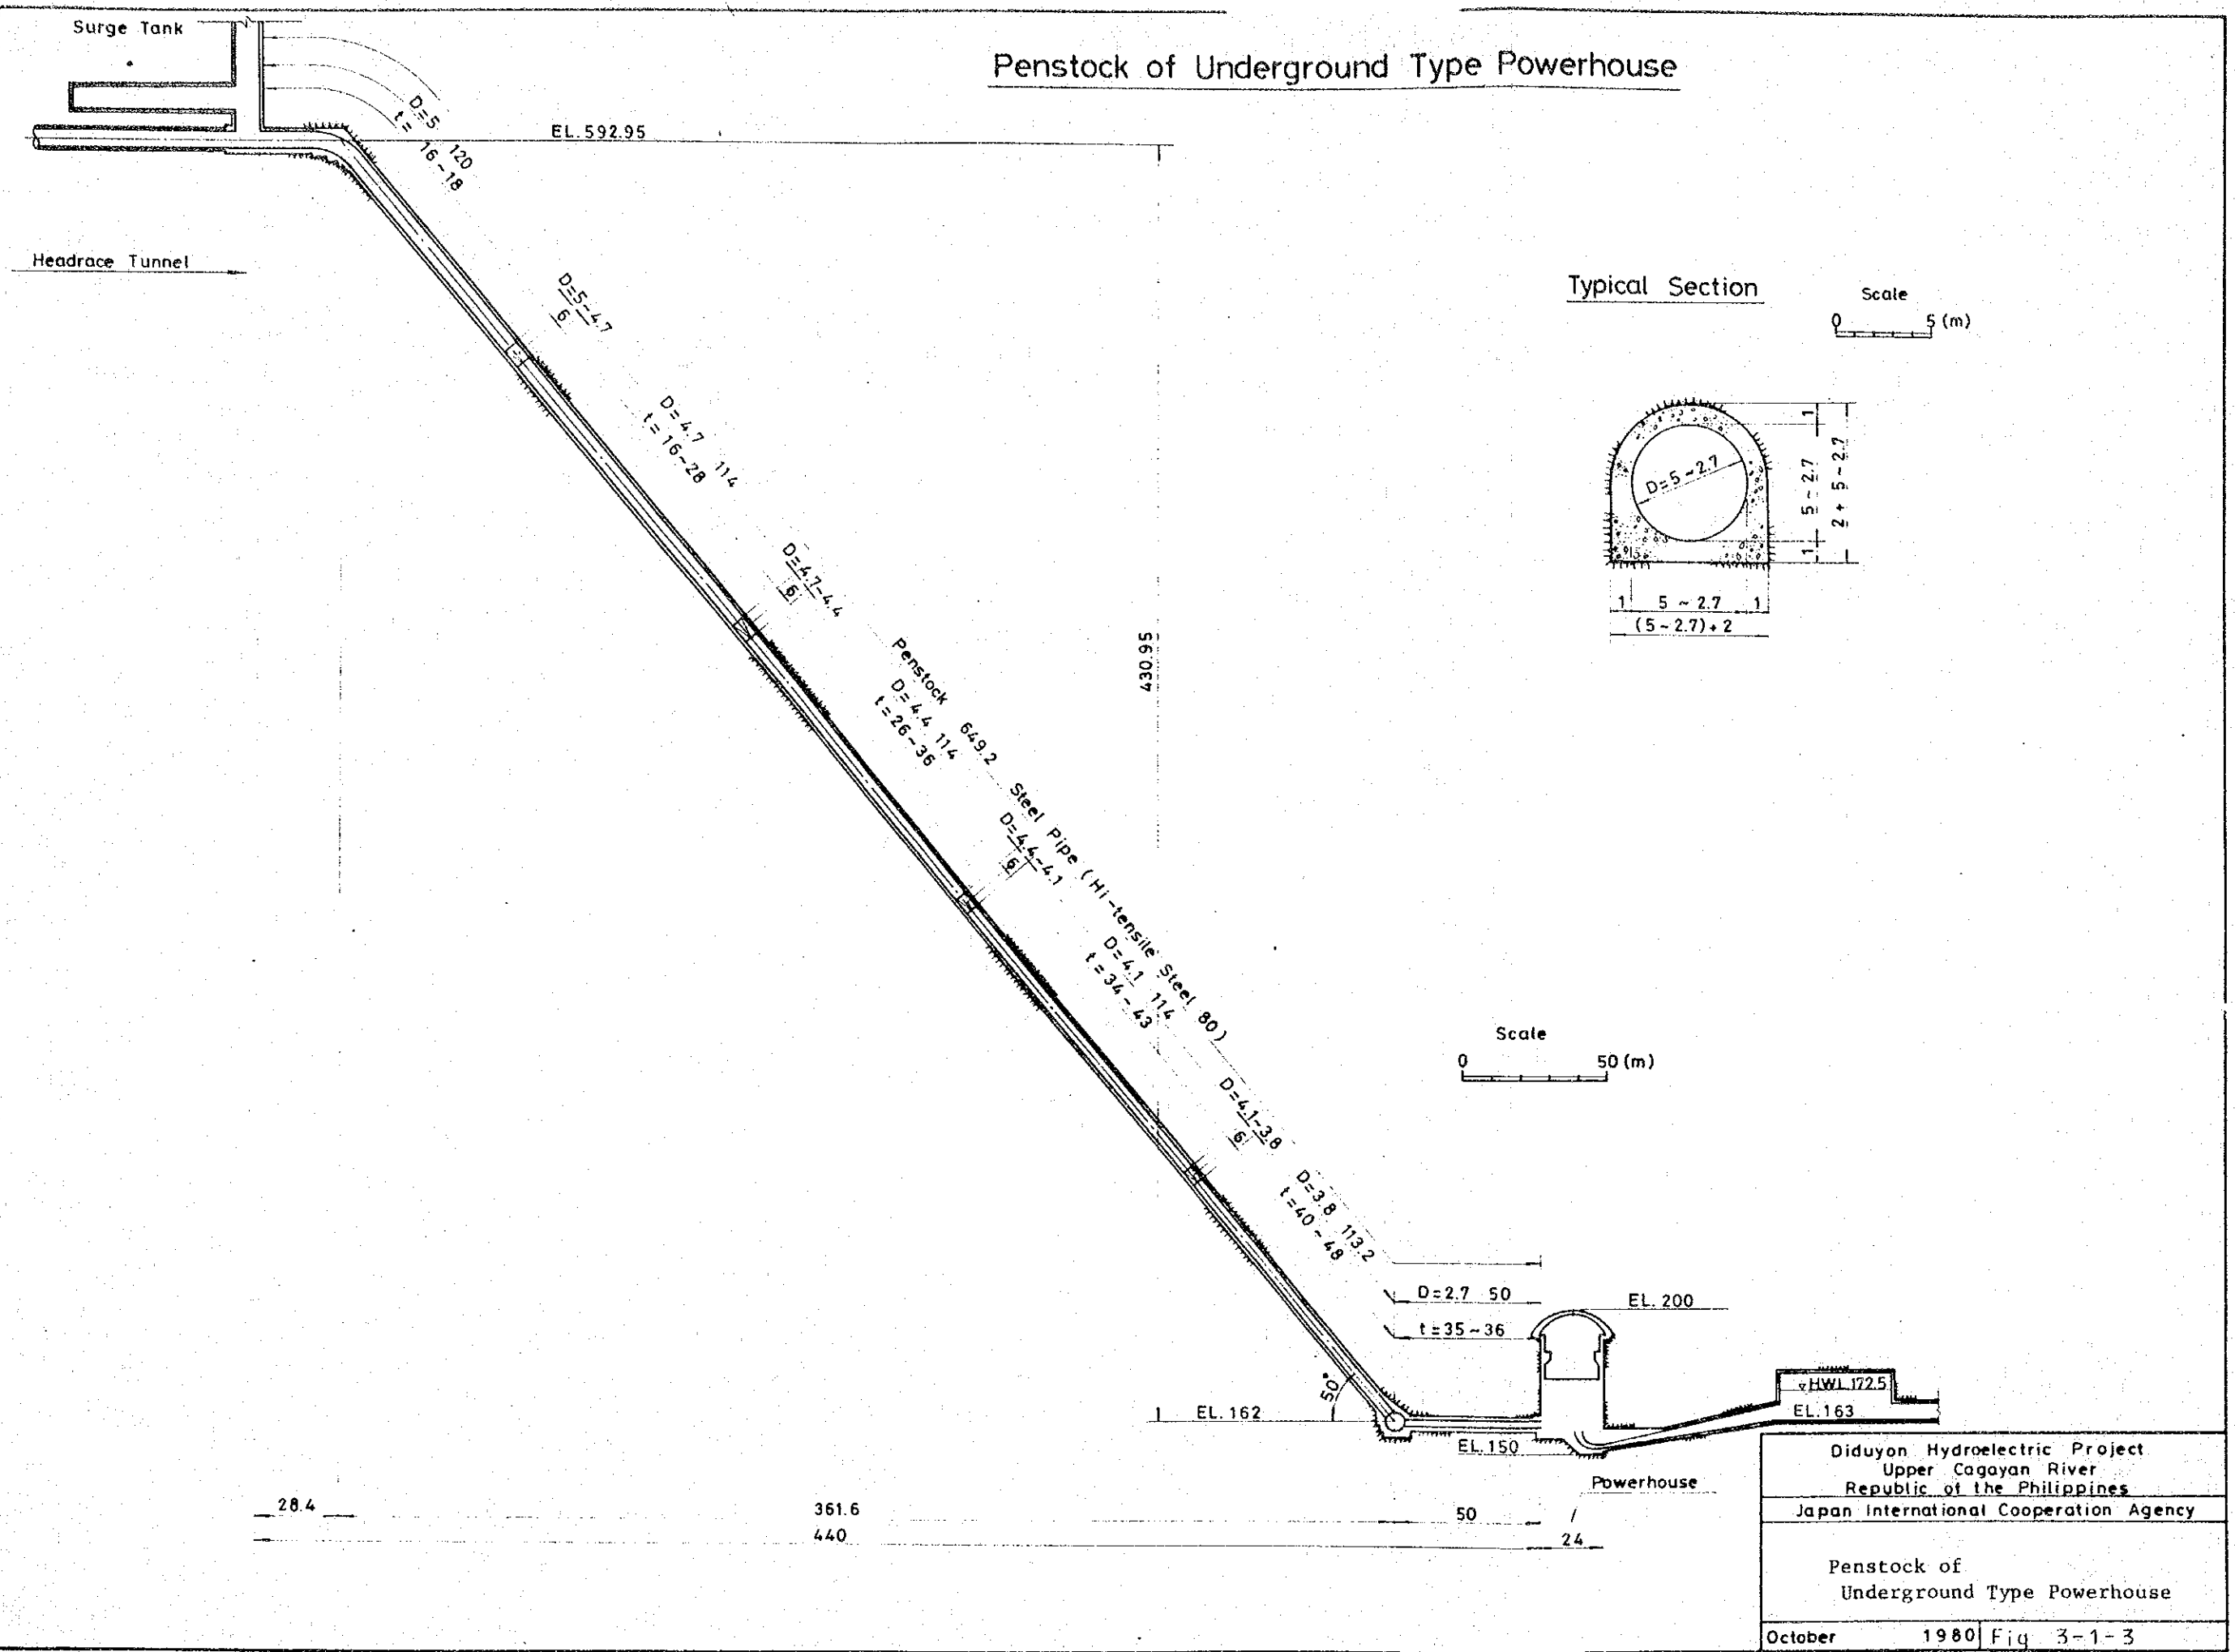 Surge Tank
Penstock of Underground Type Powerhouse
D=5 120
t= 16~18
EL.592.95
Headrace Tunnel
D=5~4.7
6
Typical Section
Scale
0 5 (m)
D=4.7 114
t=16~28
D=5~2.7
1
5~2.7
1
2+5~2.7
1 5 ~ 2.7 1
(5~2.7)+2
D=4.7~4.4
6
430.95
Penstock 649.2 Steel Pipe (Hi-tensile Steel 80)
D=4.4 114
t=26~36
D=4.4~4.1
6
D=4.1 114
t=34~43
Scale
0 50 (m)
D=4.1~3.8
6
D=3.8 113.2
t=40~48
D=2.7 50
t=35~36
EL.200
50°
EL.162
EL.150
HWL.172.5
EL.163
Powerhouse
28.4
361.6
50
440
24
Diduyon Hydroelectric Project
Upper Cagayan River
Republic of the Philippines
Japan International Cooperation Agency
Penstock of
Underground Type Powerhouse
October 1980 Fig 3-1-3